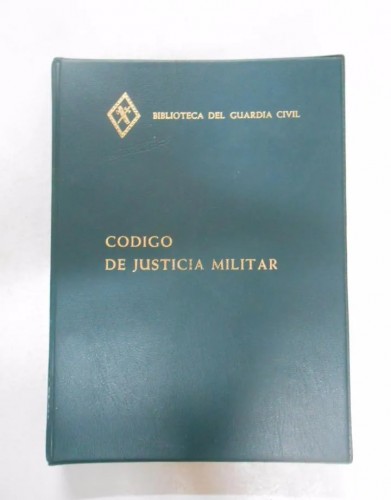 BIBLIOTECA DEL GUARDIA CIVIL
CODIGO
DE JUSTICIA MILITAR